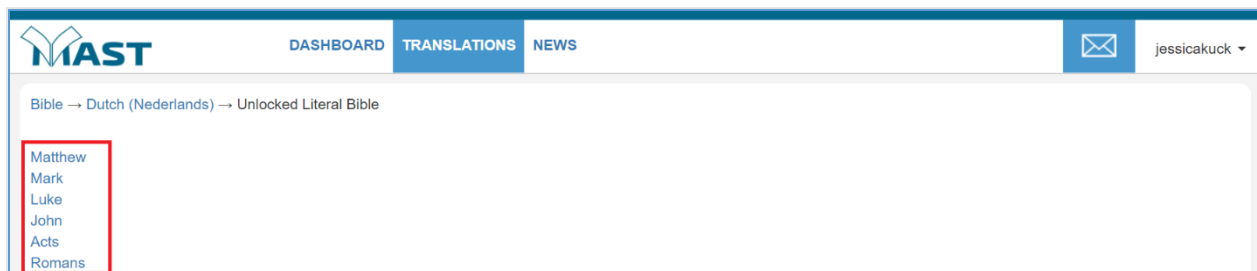 MAST DASHBOARD TRANSLATIONS NEWS jessicakuck
Bible → Dutch (Nederlands) → Unlocked Literal Bible
Matthew
Mark
Luke
John
Acts
Romans